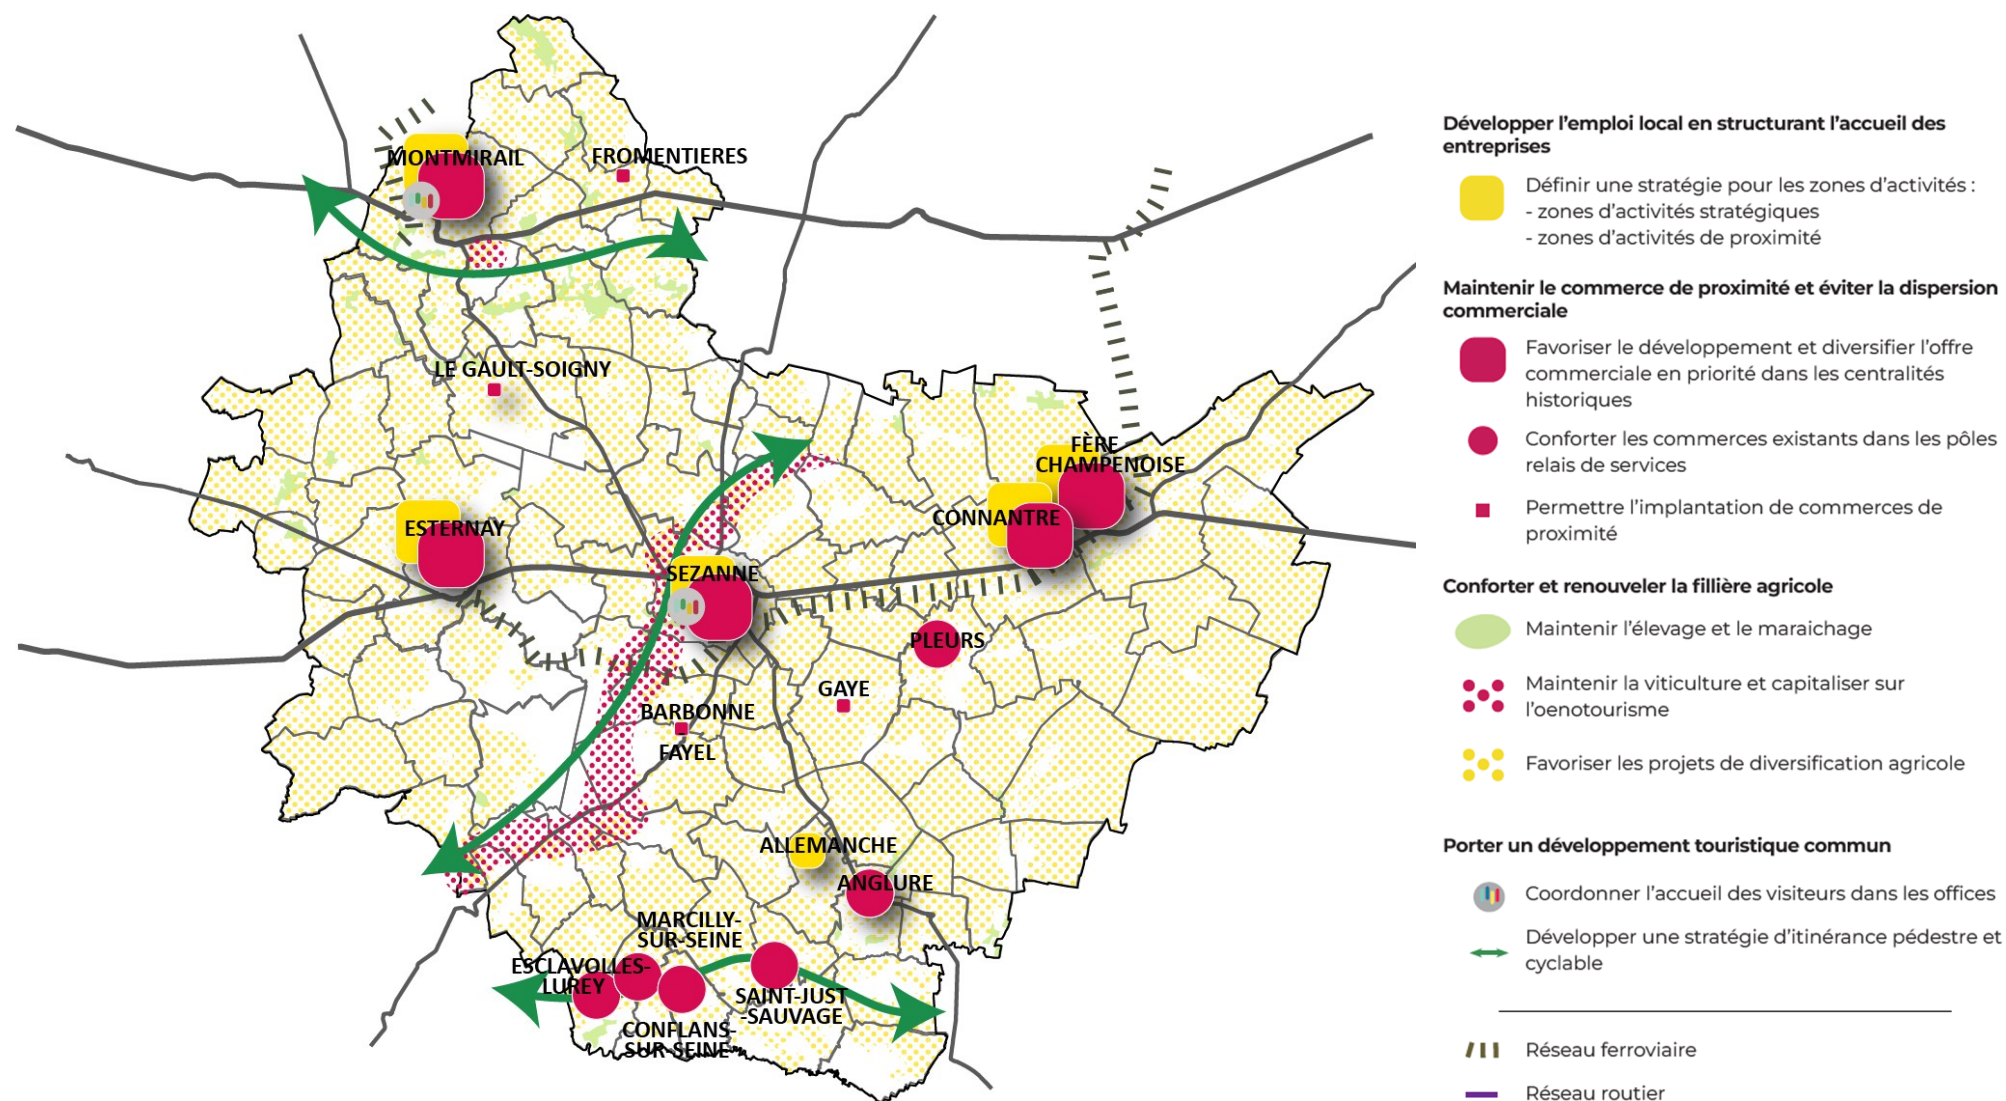 MONTMIRAIL
FROMENTIERES
LE GAULT-SOIGNY
FÈRE
CHAMPENOISE
CONNANTRE
ESTERNAY
SEZANNE
PLEURS
GAYE
BARBONNE
FAYEL
ALLEMANCHE
ANGLURE
MARCILLY-
SUR-SEINE
ESCLAVOLLES-
LUREY
SAINT-JUST
-SAUVAGE
CONFLANS-
SUR-SEINE
Développer l'emploi local en structurant l'accueil des
entreprises
Définir une stratégie pour les zones d'activités :
- zones d'activités stratégiques
- zones d'activités de proximité
Maintenir le commerce de proximité et éviter la dispersion
commerciale
Favoriser le développement et diversifier l'offre
commerciale en priorité dans les centralités
historiques
Conforter les commerces existants dans les pôles
relais de services
Permettre l'implantation de commerces de
proximité
Conforter et renouveler la fillière agricole
Maintenir l'élevage et le maraichage
Maintenir la viticulture et capitaliser sur
l'oenotourisme
Favoriser les projets de diversification agricole
Porter un développement touristique commun
Coordonner l'accueil des visiteurs dans les offices
Développer une stratégie d'itinérance pédestre et
cyclable
Réseau ferroviaire
Réseau routier